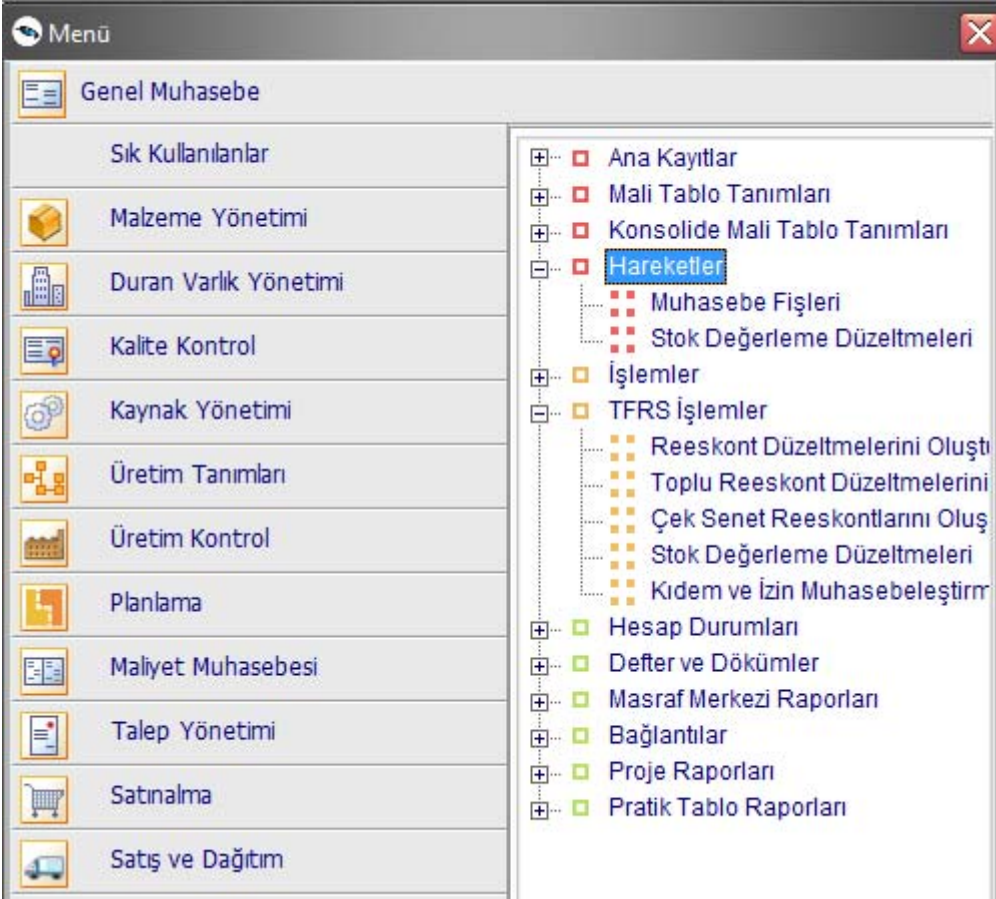 Menü
Genel Muhasebe
Sık Kullanılanlar
Malzeme Yönetimi
Duran Varlık Yönetimi
Kalite Kontrol
Kaynak Yönetimi
Üretim Tanımları
Üretim Kontrol
Planlama
Maliyet Muhasebesi
Talep Yönetimi
Satınalma
Satış ve Dağıtım
Ana Kayıtlar
Mali Tablo Tanımları
Konsolide Mali Tablo Tanımları
Hareketler
Muhasebe Fişleri
Stok Değerleme Düzeltmeleri
İşlemler
TFRS İşlemler
Reeskont Düzeltmelerini Oluştu
Toplu Reeskont Düzeltmelerini
Çek Senet Reeskontlarını Oluş
Stok Değerleme Düzeltmeleri
Kıdem ve İzin Muhasebeleştirm
Hesap Durumları
Defter ve Dökümler
Masraf Merkezi Raporları
Bağlantılar
Proje Raporları
Pratik Tablo Raporları